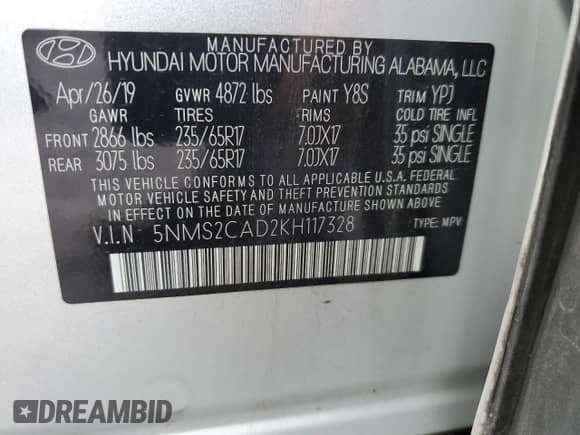 MANUFACTURED BY
HYUNDAI MOTOR MANUFACTURING ALABAMA, LLC
Apr/26/19 GVWR 4872 lbs PAINT Y8S TRIM YPJ
GAWR TIRES RIMS COLD TIRE INFL
FRONT 2866 lbs 235/65R17 7.0JX17 35 psi SINGLE
REAR 3075 lbs 235/65R17 7.0JX17 35 psi SINGLE
THIS VEHICLE CONFORMS TO ALL APPLICABLE U.S.A. FEDERAL
MOTOR VEHICLE SAFETY AND THEFT PREVENTION STANDARDS
IN EFFECT ON THE DATE OF MANUFACTURE SHOWN ABOVE.
V.I.N 5NMS2CAD2KH117328 TYPE: MPV
DREAMBID